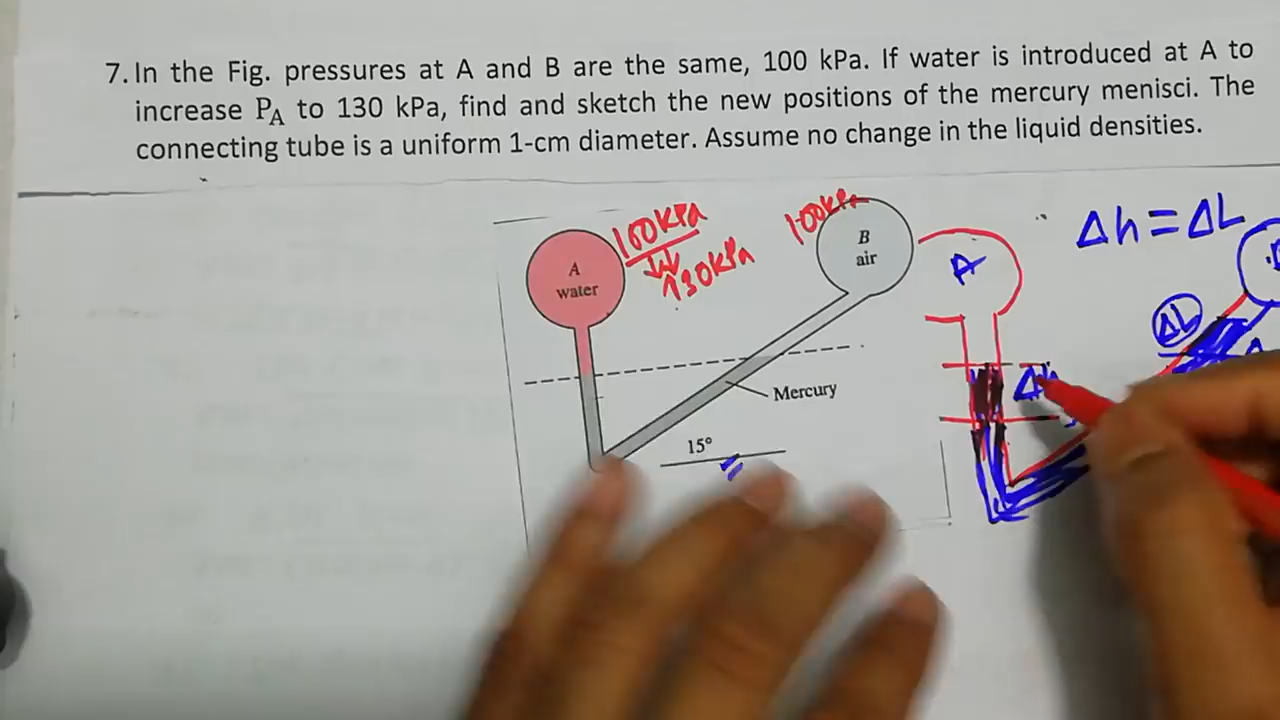 7. In the Fig. pressures at A and B are the same, 100 kPa. If water is introduced at A to
increase PA to 130 kPa, find and sketch the new positions of the mercury menisci. The
connecting tube is a uniform 1-cm diameter. Assume no change in the liquid densities.
100kPa
130kPa
100kPa
A
water
B
air
Mercury
15°
A
Δh = ΔL
ΔL
Δh